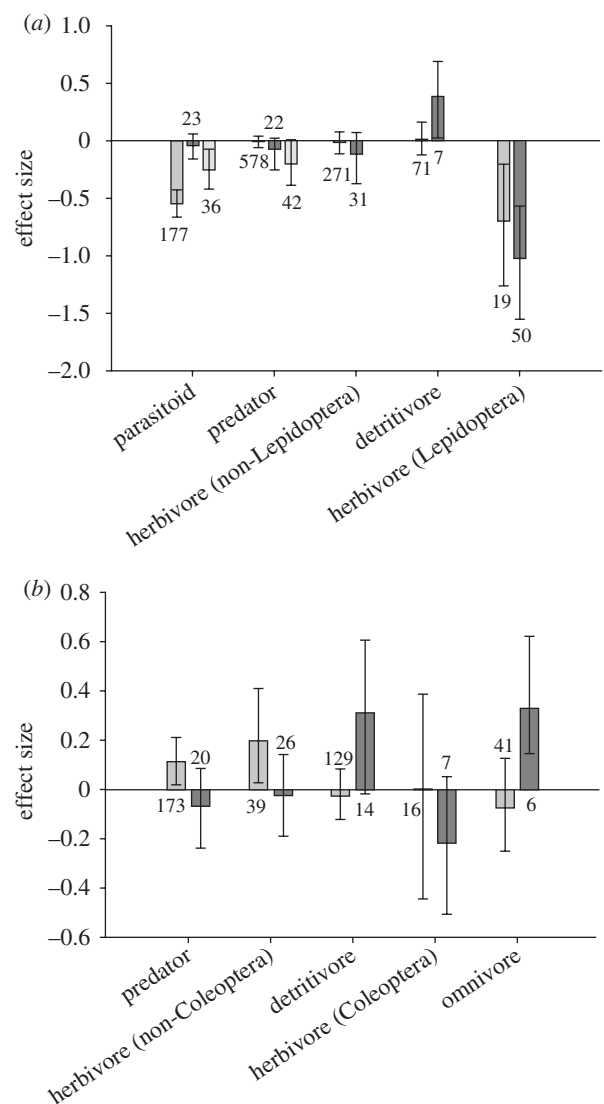 (a)
1.0
0.5
0
−0.5
−1.0
−1.5
−2.0
effect size
177
23
36
578
22
42
271
31
71
7
19
50
parasitoid
predator
herbivore (non-Lepidoptera)
detritivore
herbivore (Lepidoptera)
(b)
0.8
0.6
0.4
0.2
0
−0.2
−0.4
−0.6
effect size
173
20
39
26
129
14
16
7
41
6
predator
herbivore (non-Coleoptera)
detritivore
herbivore (Coleoptera)
omnivore